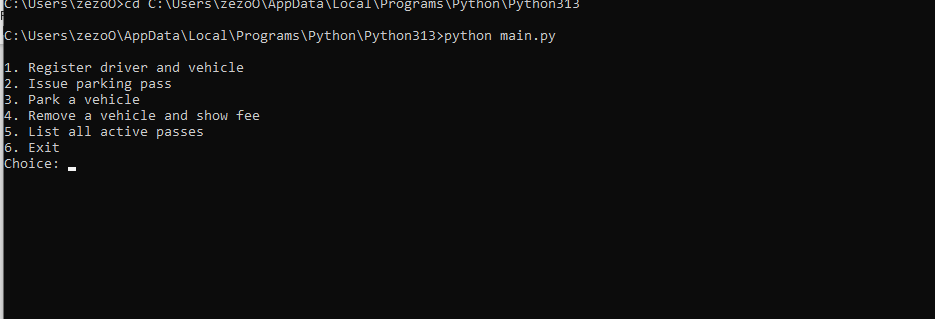 C:\Users\zezoO>cd C:\Users\zezoO\AppData\Local\Programs\Python\Python313
C:\Users\zezoO\AppData\Local\Programs\Python\Python313>python main.py
1. Register driver and vehicle
2. Issue parking pass
3. Park a vehicle
4. Remove a vehicle and show fee
5. List all active passes
6. Exit
Choice: